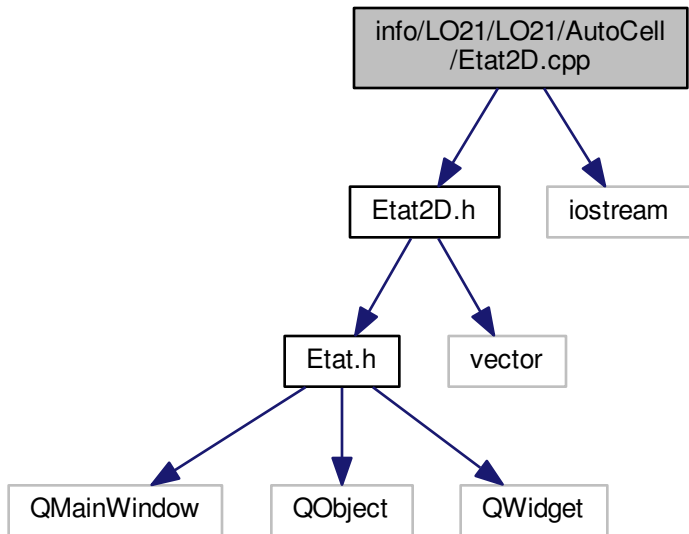 info/LO21/LO21/AutoCell
/Etat2D.cpp
Etat2D.h
iostream
Etat.h
vector
QMainWindow
QObject
QWidget